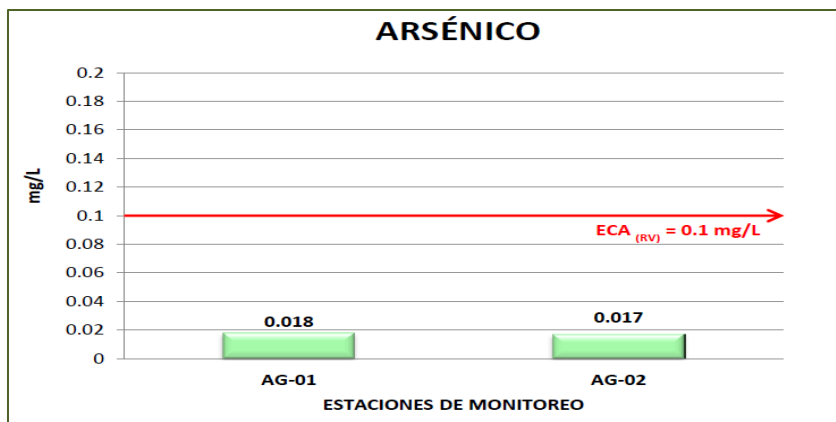 ARSÉNICO
0.2
0.18
0.16
0.14
0.12
0.1
0.08
0.06
0.04
0.02
0
mg/L
ECA (RV) = 0.1 mg/L
0.018
0.017
AG-01
AG-02
ESTACIONES DE MONITOREO